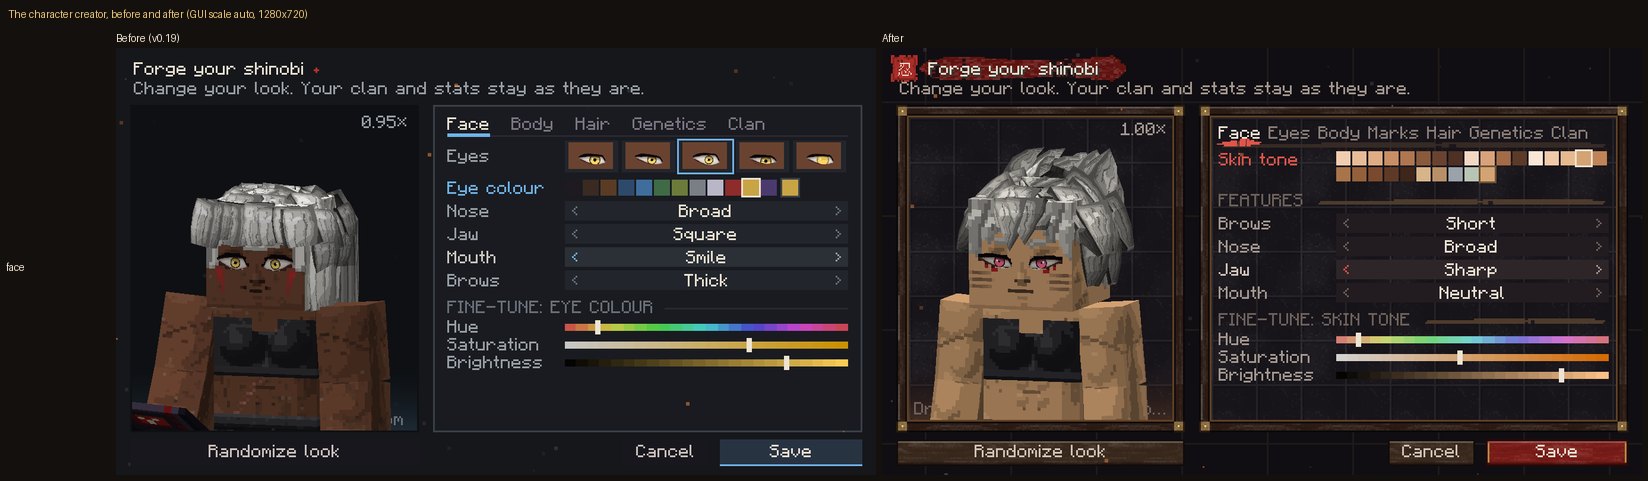 The character creator, before and after (GUI scale auto, 1280x720)
Before (v0.19)
After
face
Forge your shinobi
Change your look. Your clan and stats stay as they are.
0.95x
Face Body Hair Genetics Clan
Eyes
Eye colour
Nose < Broad >
Jaw < Square >
Mouth < Smile >
Brows < Thick >
FINE-TUNE: EYE COLOUR
Hue
Saturation
Brightness
Randomize look
Cancel
Save
忍 Forge your shinobi
Change your look. Your clan and stats stay as they are.
1.00x
Face Eyes Body Marks Hair Genetics Clan
Skin tone
FEATURES
Brows < Short >
Nose < Broad >
Jaw < Sharp >
Mouth < Neutral >
FINE-TUNE: SKIN TONE
Hue
Saturation
Brightness
Randomize look
Cancel
Save